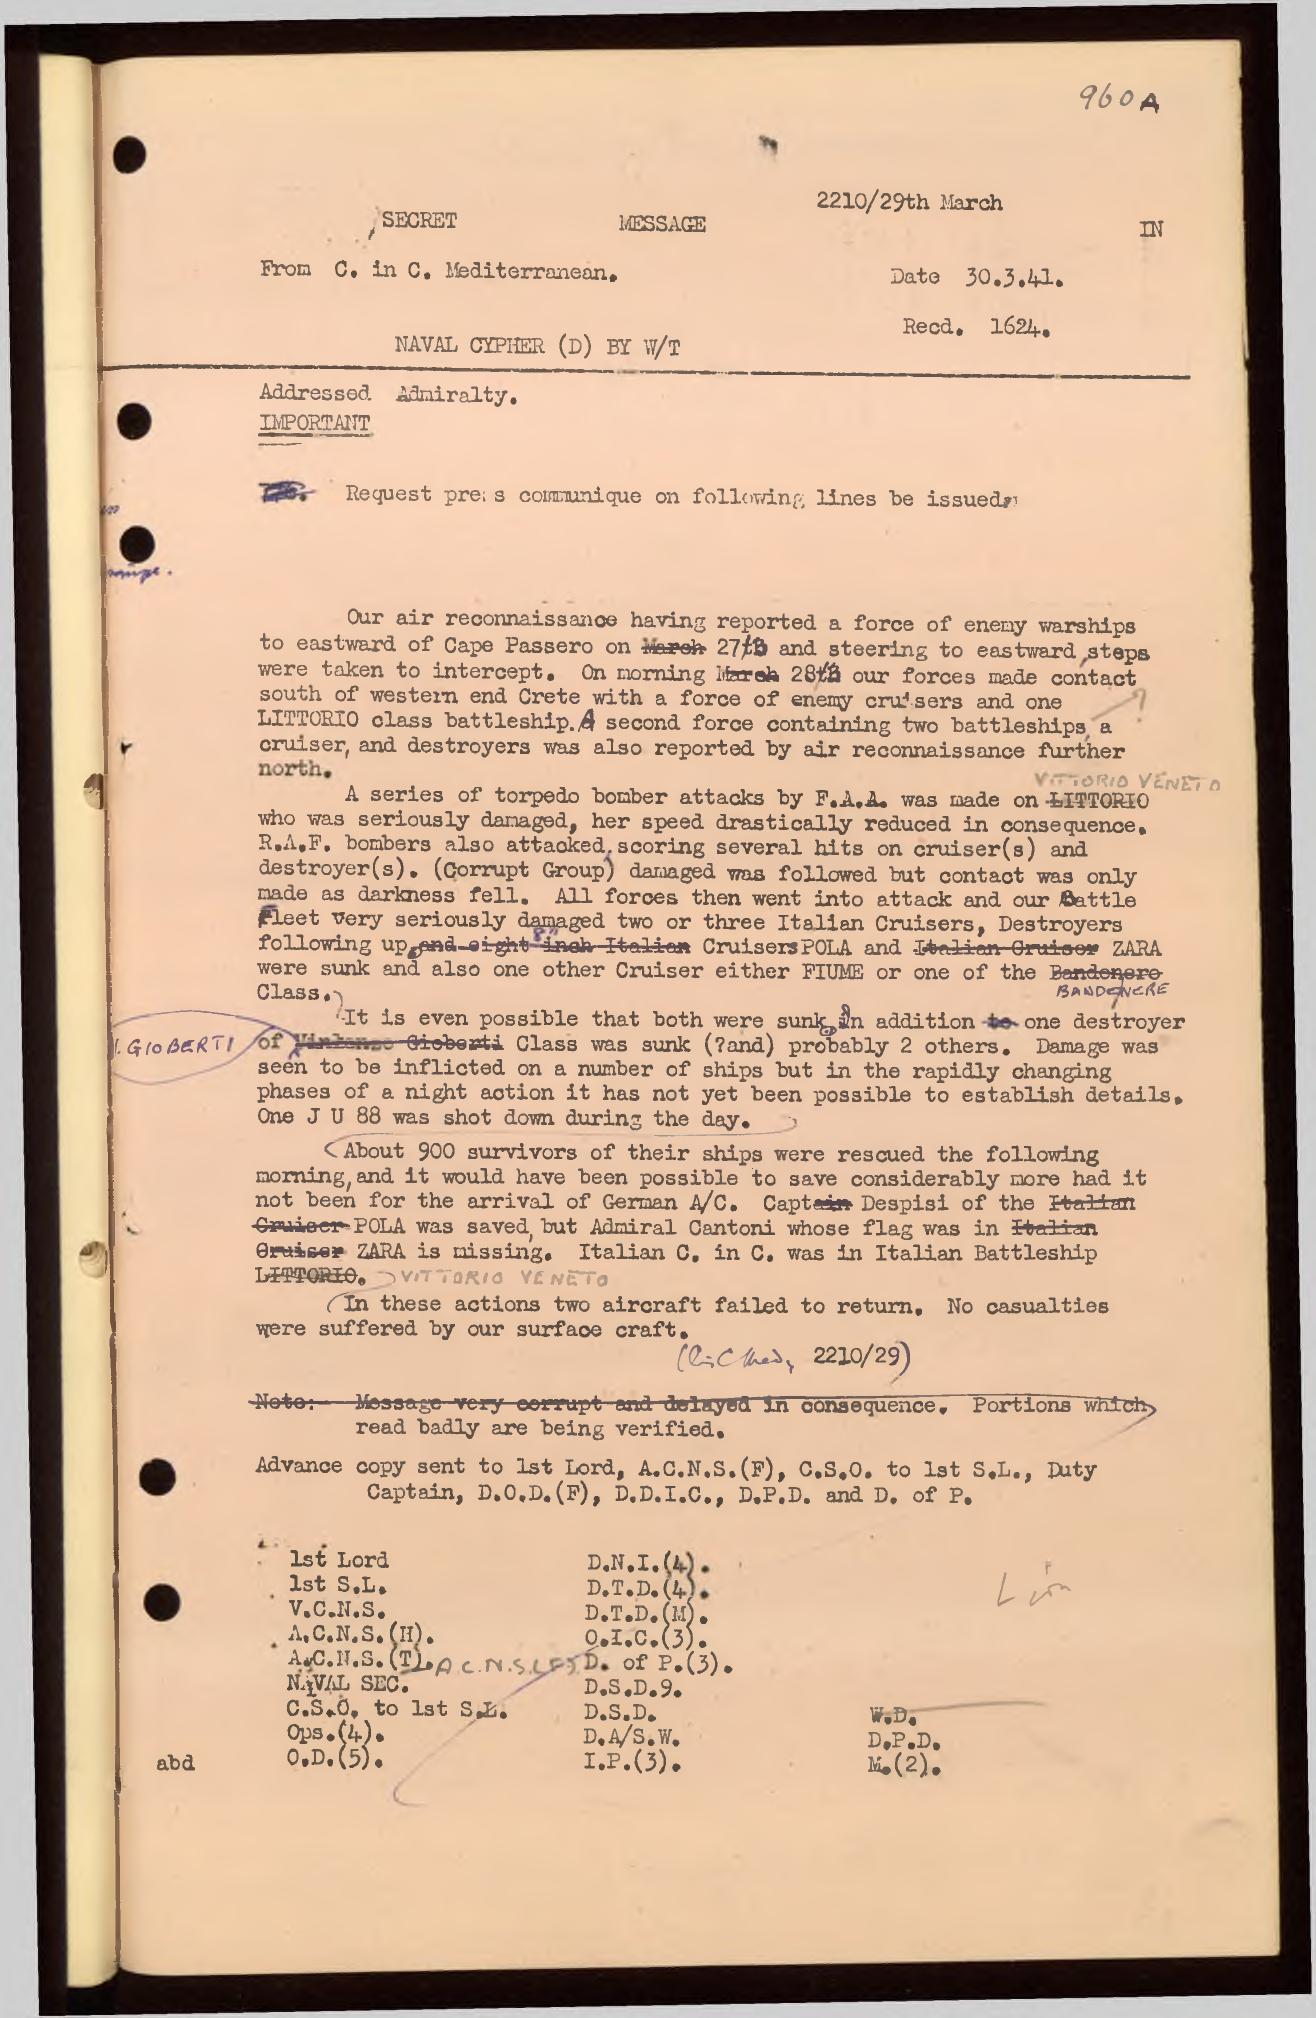 960A
2210/29th March
SECRET MESSAGE IN
From C. in C. Mediterranean. Date 30.3.41.
Recd. 1624.
NAVAL CYPHER (D) BY W/T
Addressed Admiralty.
IMPORTANT
Request press communique on following lines be issued:
Our air reconnaissance having reported a force of enemy warships
to eastward of Cape Passero on March 27th and steering to eastward, steps
were taken to intercept. On morning March 28th our forces made contact
south of western end Crete with a force of enemy cruisers and one
LITTORIO class battleship. A second force containing two battleships, a ?
cruiser, and destroyers was also reported by air reconnaissance further
north.
VITTORIO VENETO
A series of torpedo bomber attacks by F.A.A. was made on LITTORIO
who was seriously damaged, her speed drastically reduced in consequence.
R.A.F. bombers also attacked, scoring several hits on cruiser(s) and
destroyer(s). (Corrupt Group) damaged was followed but contact was only
made as darkness fell. All forces then went into attack and our Battle
Fleet very seriously damaged two or three Italian Cruisers, Destroyers
8"
following up, and eight inch Italian Cruisers POLA and Italian Cruiser ZARA
were sunk and also one other Cruiser either FIUME or one of the Bandenero
Class. BANDENERE
It is even possible that both were sunk, in addition to one destroyer
V. GIOBERTI of Vinlenzo Gioberti Class was sunk (?and) probably 2 others. Damage was
seen to be inflicted on a number of ships but in the rapidly changing
phases of a night action it has not yet been possible to establish details.
One J U 88 was shot down during the day.
About 900 survivors of their ships were rescued the following
morning, and it would have been possible to save considerably more had it
not been for the arrival of German A/C. Captain Despisi of the Italian
Cruiser POLA was saved, but Admiral Cantoni whose flag was in Italian
Cruiser ZARA is missing. Italian C. in C. was in Italian Battleship
LITTORIO. VITTORIO VENETO
In these actions two aircraft failed to return. No casualties
were suffered by our surface craft.
(C in C Med, 2210/29)
Note: Message very corrupt and delayed in consequence. Portions which
read badly are being verified.
Advance copy sent to 1st Lord, A.C.N.S.(F), C.S.O. to 1st S.L., Duty
Captain, D.O.D.(F), D.D.I.C., D.P.D. and D. of P.
1st Lord D.N.I.(4).
1st S.L. D.T.D.(4).
V.C.N.S. D.T.D.(M).
A.C.N.S.(H). O.I.C.(3).
A.C.N.S.(T). A.C.N.S.(F) D. of P.(3).
NAVAL SEC. D.S.D.9.
C.S.O. to 1st S.L. D.S.D. W.D.
Ops.(4). D.A/S.W. D.P.D.
abd O.D.(5). I.P.(3). M.(2).